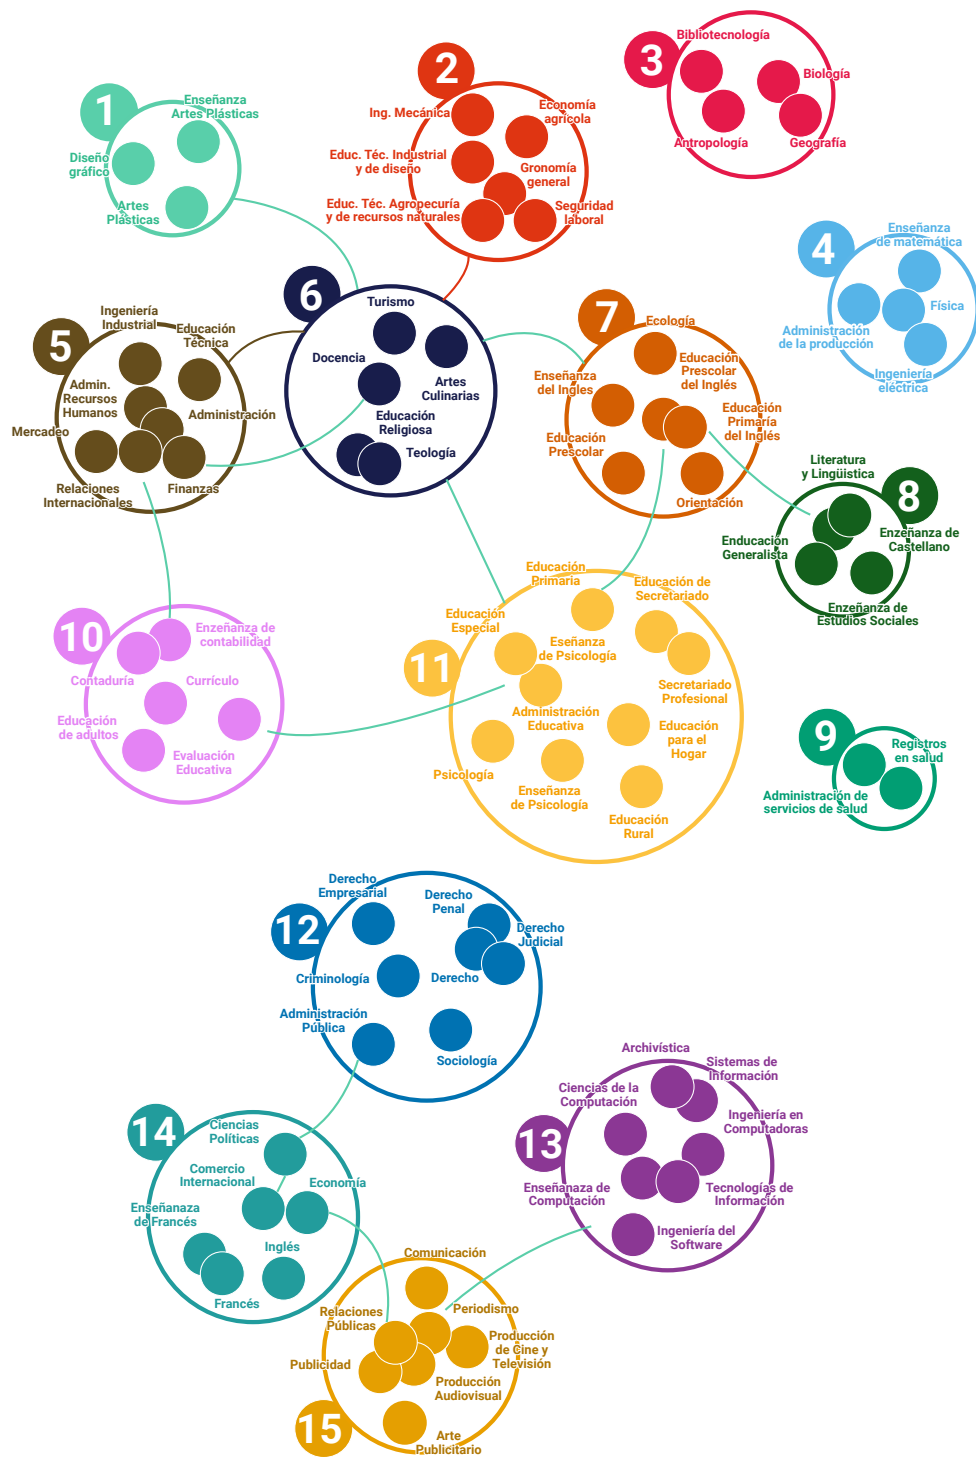 1
Enseñanza
Artes Plásticas
Diseño
gráfico
Artes
Plásticas
2
Ing. Mecánica
Economía
agrícola
Educ. Téc. Industrial
y de diseño
Gronomía
general
Educ. Téc. Agropecuría
y de recursos naturales
Seguridad
laboral
3
Bibliotecnología
Biología
Antropología
Geografía
4
Enseñanza
de matemática
Física
Administración
de la producción
Ingeniería
eléctrica
5
Ingeniería
Industrial
Educación
Técnica
Admin.
Recursos
Humanos
Administración
Mercadeo
Relaciones
Internacionales
Finanzas
6
Turismo
Docencia
Artes
Culinarias
Educación
Religiosa
Teología
7
Ecología
Enseñanza
del Ingles
Educación
Prescolar
del Inglés
Educación
Primaría
del Inglés
Educación
Prescolar
Orientación
8
Literatura
y Lingüistica
Enzeñanza de
Castellano
Enducación
Generalista
Enzeñanza de
Estudios Sociales
10
Enzeñanza de
contabilidad
Contaduría
Currículo
Educación
de adultos
Evaluación
Educativa
11
Educación
Primaria
Educación de
Secretariado
Educación
Especial
Eseñanza
de Psicología
Secretariado
Profesional
Administración
Educativa
Educación
para el
Hogar
Psicología
Enseñanza
de Psicología
Educación
Rural
9
Registros
en salud
Administración de
servicios de salud
12
Derecho
Empresarial
Derecho
Penal
Derecho
Judicial
Criminología
Derecho
Administración
Pública
Sociología
13
Archivística
Sistemas de
Información
Ciencias de la
Computación
Ingeniería en
Computadoras
Enseñanaza de
Computación
Tecnologías de
Información
Ingeniería del
Software
14
Ciencias
Políticas
Comercio
Internacional
Economía
Enseñanaza
de Francés
Inglés
Francés
15
Comunicación
Relaciones
Públicas
Periodismo
Producción
de Cine y
Televisión
Publicidad
Producción
Audiovisual
Arte
Publicitario